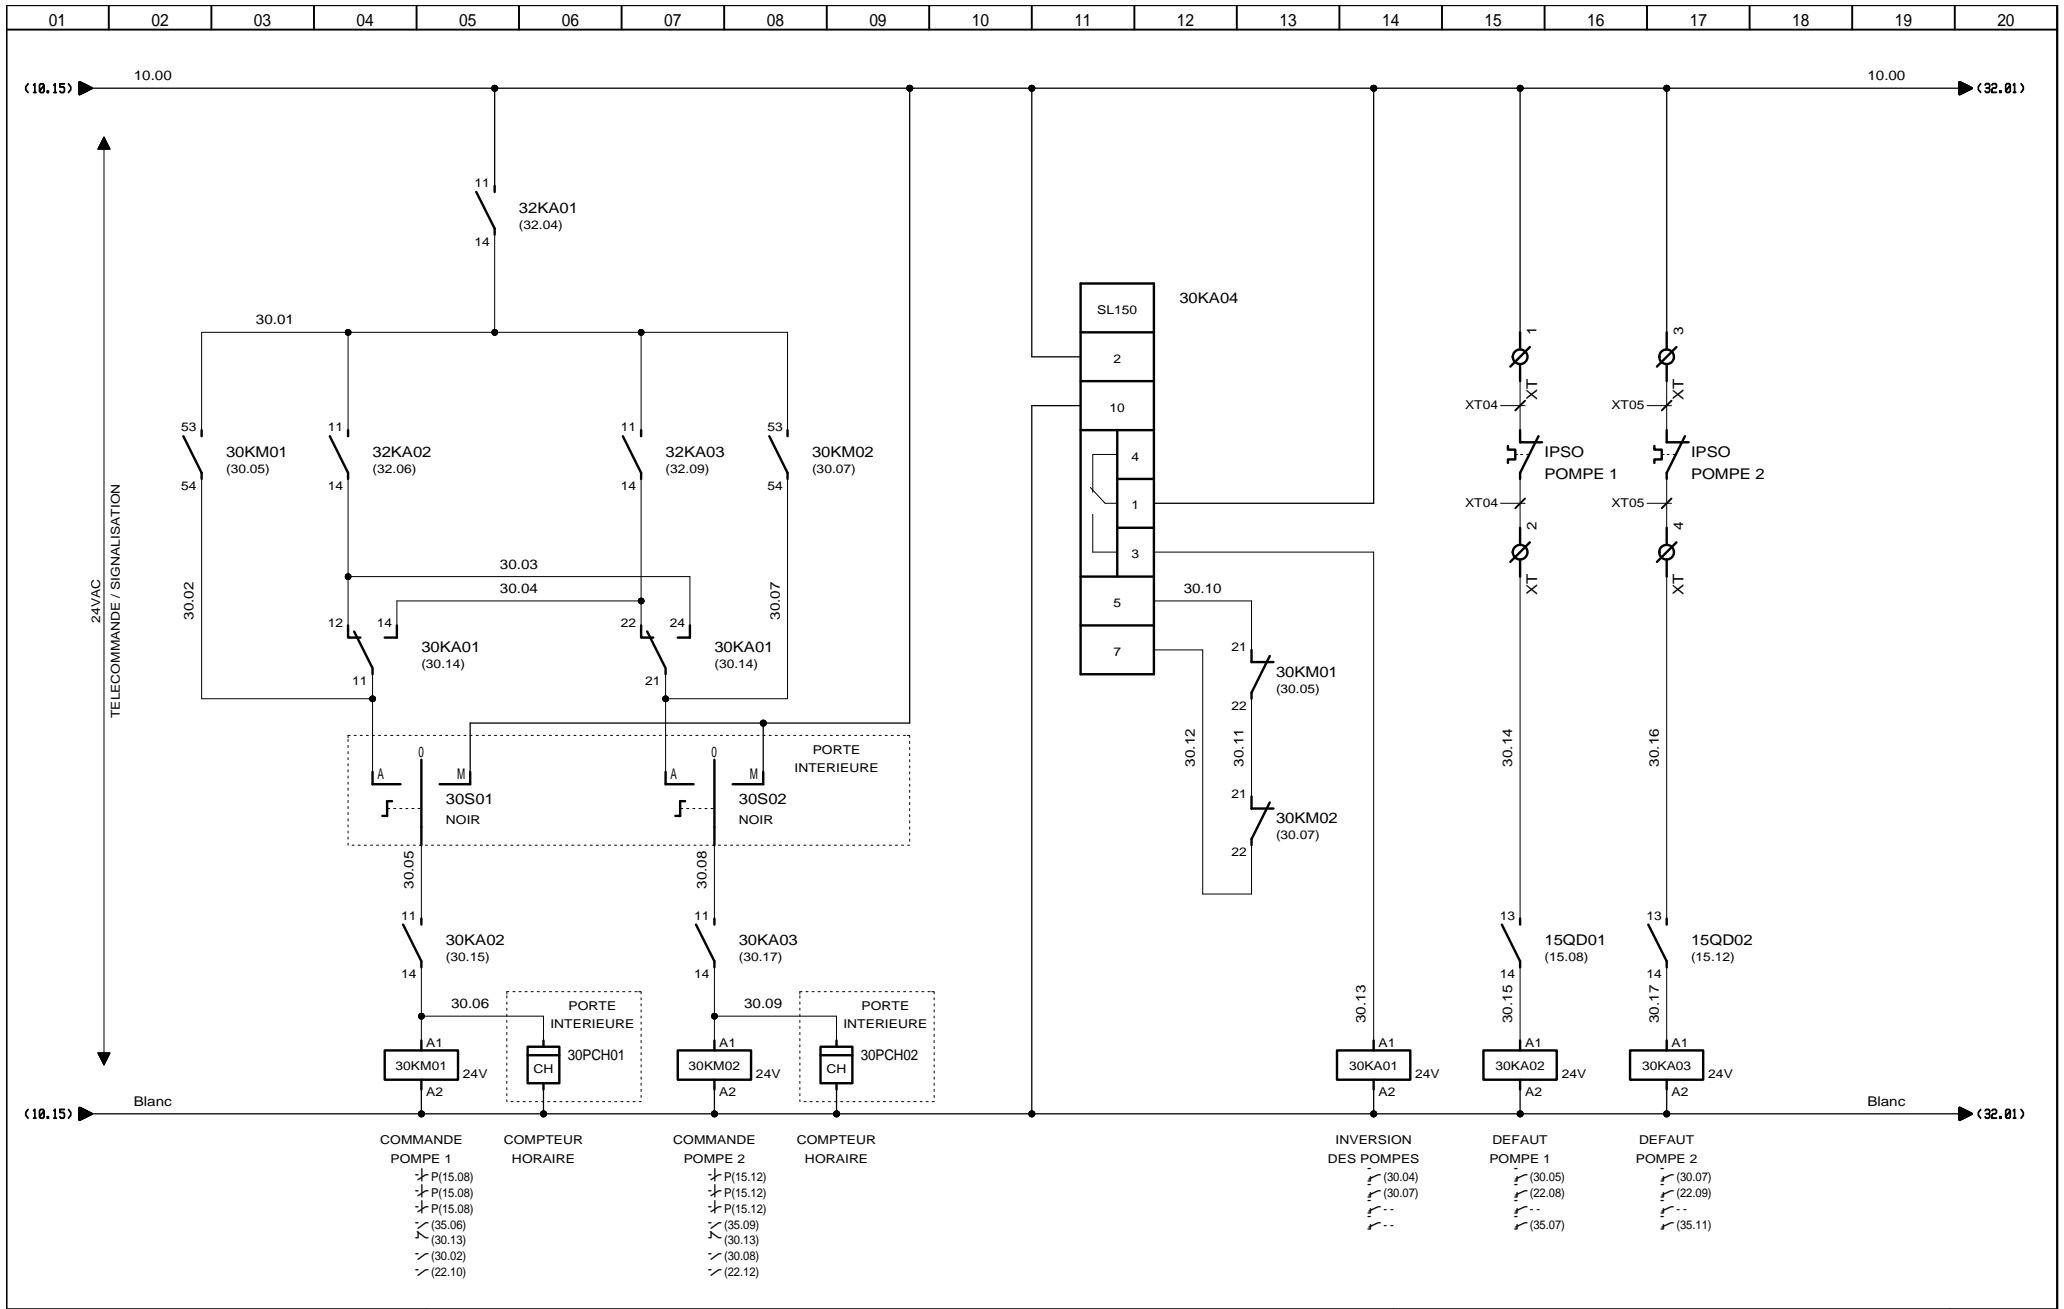 01 02 03 04 05 06 07 08 09 10 11 12 13 14 15 16 17 18 19 20
10.00 10.00
(10.15) (32.01)
11
32KA01
(32.04)
14
30KA04
SL150
30.01
1 3
2
XT XT
10
XT04 XT05
53 11 11 53
30KM01 32KA02 32KA03 30KM02
(30.05) (32.06) (32.09) (30.07)
54 14 14 54
4
IPSO IPSO
POMPE 1 POMPE 2
1
XT04 XT05
2 4
3
24VAC
TELECOMMANDE / SIGNALISATION
30.03
30.04
30.02 30.07
XT XT
5
30.10
12 14 22 24
30KA01 30KA01
(30.14) (30.14)
11 21
7
21
30KM01
(30.05)
22
30.12 30.11 30.14 30.16
PORTE
INTERIEURE
A 0 M A 0 M
30S01 30S02
NOIR NOIR
21
30KM02
(30.07)
22
30.05 30.08
11 11 13 13
30KA02 30KA03 15QD01 15QD02
(30.15) (30.17) (15.08) (15.12)
14 14 14 14
30.06 PORTE 30.09 PORTE
INTERIEURE INTERIEURE
30.13 30.15 30.17
A1 A1 A1 A1 A1
30PCH01 30PCH02
30KM01 24V CH 30KM02 24V CH 30KA01 24V 30KA02 24V 30KA03 24V
A2 A2 A2 A2 A2
Blanc Blanc
(10.15) (32.01)
COMMANDE COMPTEUR COMMANDE COMPTEUR INVERSION DEFAUT DEFAUT
POMPE 1 HORAIRE POMPE 2 HORAIRE DES POMPES POMPE 1 POMPE 2
P(15.08) P(15.12) (30.04) (30.05) (30.07)
P(15.08) P(15.12) (30.07) (22.08) (22.09)
P(15.08) P(15.12) - - - - - -
(35.06) (35.09) - - (35.07) (35.11)
(30.13) (30.13)
(30.02) (30.08)
(22.10) (22.12)